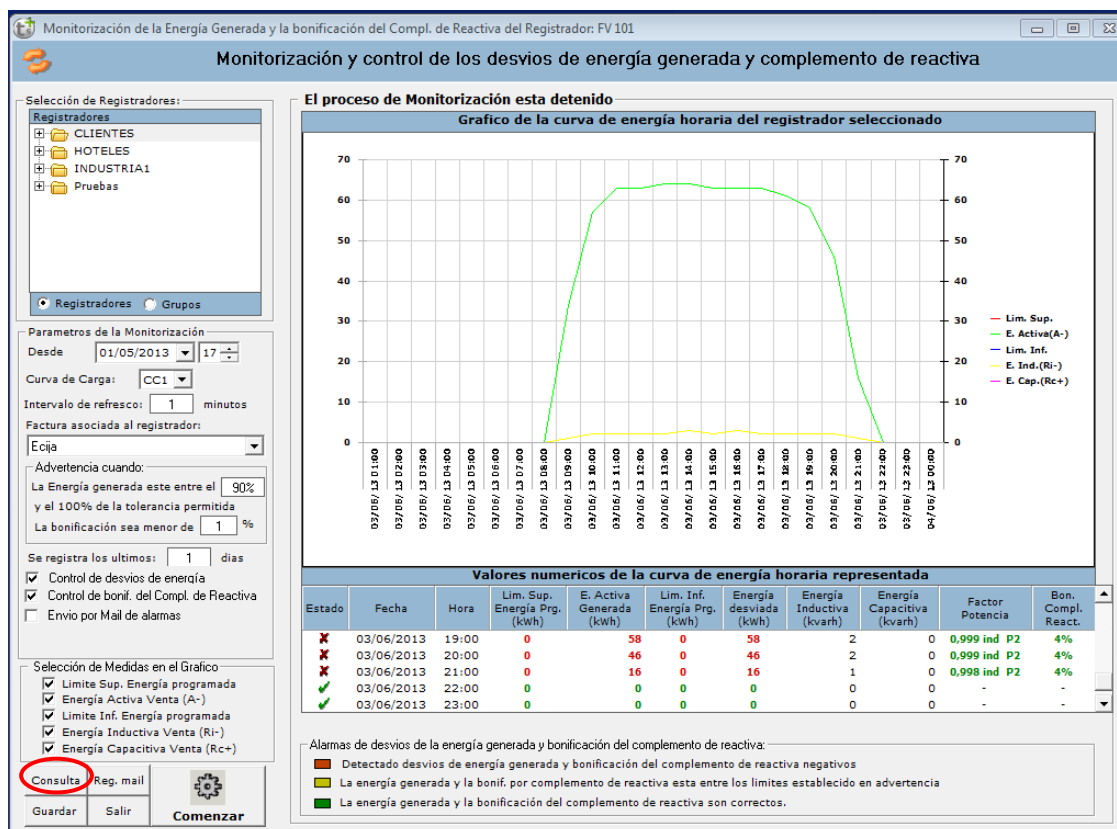 Monitorización de la Energía Generada y la bonificación del Compl. de Reactiva del Registrador: FV 101
Monitorización y control de los desvios de energía generada y complemento de reactiva
Selección de Registradores:
Registradores
CLIENTES
HOTELES
INDUSTRIA1
Pruebas
Registradores Grupos
Parametros de la Monitorización
Desde 01/05/2013 17
Curva de Carga: CC1
Intervalo de refresco: 1 minutos
Factura asociada al registrador:
Ecija
Advertencia cuando:
La Energía generada este entre el 90%
y el 100% de la tolerancia permitida
La bonificación sea menor de 1 %
Se registra los ultimos: 1 dias
Control de desvios de energía
Control de bonif. del Compl. de Reactiva
Envio por Mail de alarmas
Selección de Medidas en el Grafico
Limite Sup. Energía programada
Energía Activa Venta (A-)
Limite Inf. Energía programada
Energía Inductiva Venta (Ri-)
Energía Capacitiva Venta (Rc+)
Consulta Reg. mail
Guardar Salir Comenzar
El proceso de Monitorización esta detenido
Grafico de la curva de energía horaria del registrador seleccionado
70 70
60 60
50 50
40 40
30 30
20 20
10 10
0 0
Lim. Sup.
E. Activa(A-)
Lim. Inf.
E. Ind.(Ri-)
E. Cap.(Rc+)
03/06/13 01:00
03/06/13 02:00
03/06/13 03:00
03/06/13 04:00
03/06/13 05:00
03/06/13 06:00
03/06/13 07:00
03/06/13 08:00
03/06/13 09:00
03/06/13 10:00
03/06/13 11:00
03/06/13 12:00
03/06/13 13:00
03/06/13 14:00
03/06/13 15:00
03/06/13 16:00
03/06/13 17:00
03/06/13 18:00
03/06/13 19:00
03/06/13 20:00
03/06/13 21:00
03/06/13 22:00
03/06/13 23:00
04/06/13 00:00
Valores numericos de la curva de energía horaria representada
Estado Fecha Hora Lim. Sup. Energía Prg. (kWh) E. Activa Generada (kWh) Lim. Inf. Energía Prg. (kWh) Energía desviada (kWh) Energía Inductiva (kvarh) Energía Capacitiva (kvarh) Factor Potencia Bon. Compl. React.
03/06/2013 19:00 0 58 0 58 2 0 0,999 ind P2 4%
03/06/2013 20:00 0 46 0 46 2 0 0,999 ind P2 4%
03/06/2013 21:00 0 16 0 16 1 0 0,998 ind P2 4%
03/06/2013 22:00 0 0 0 0 0 0 - -
03/06/2013 23:00 0 0 0 0 0 0 - -
Alarmas de desvios de la energía generada y bonificación del complemento de reactiva:
Detectado desvios de energía generada y bonificación del complemento de reactiva negativos
La energía generada y la bonif. por complemento de reactiva esta entre los limites establecido en advertencia
La energía generada y la bonificación del complemento de reactiva son correctos.